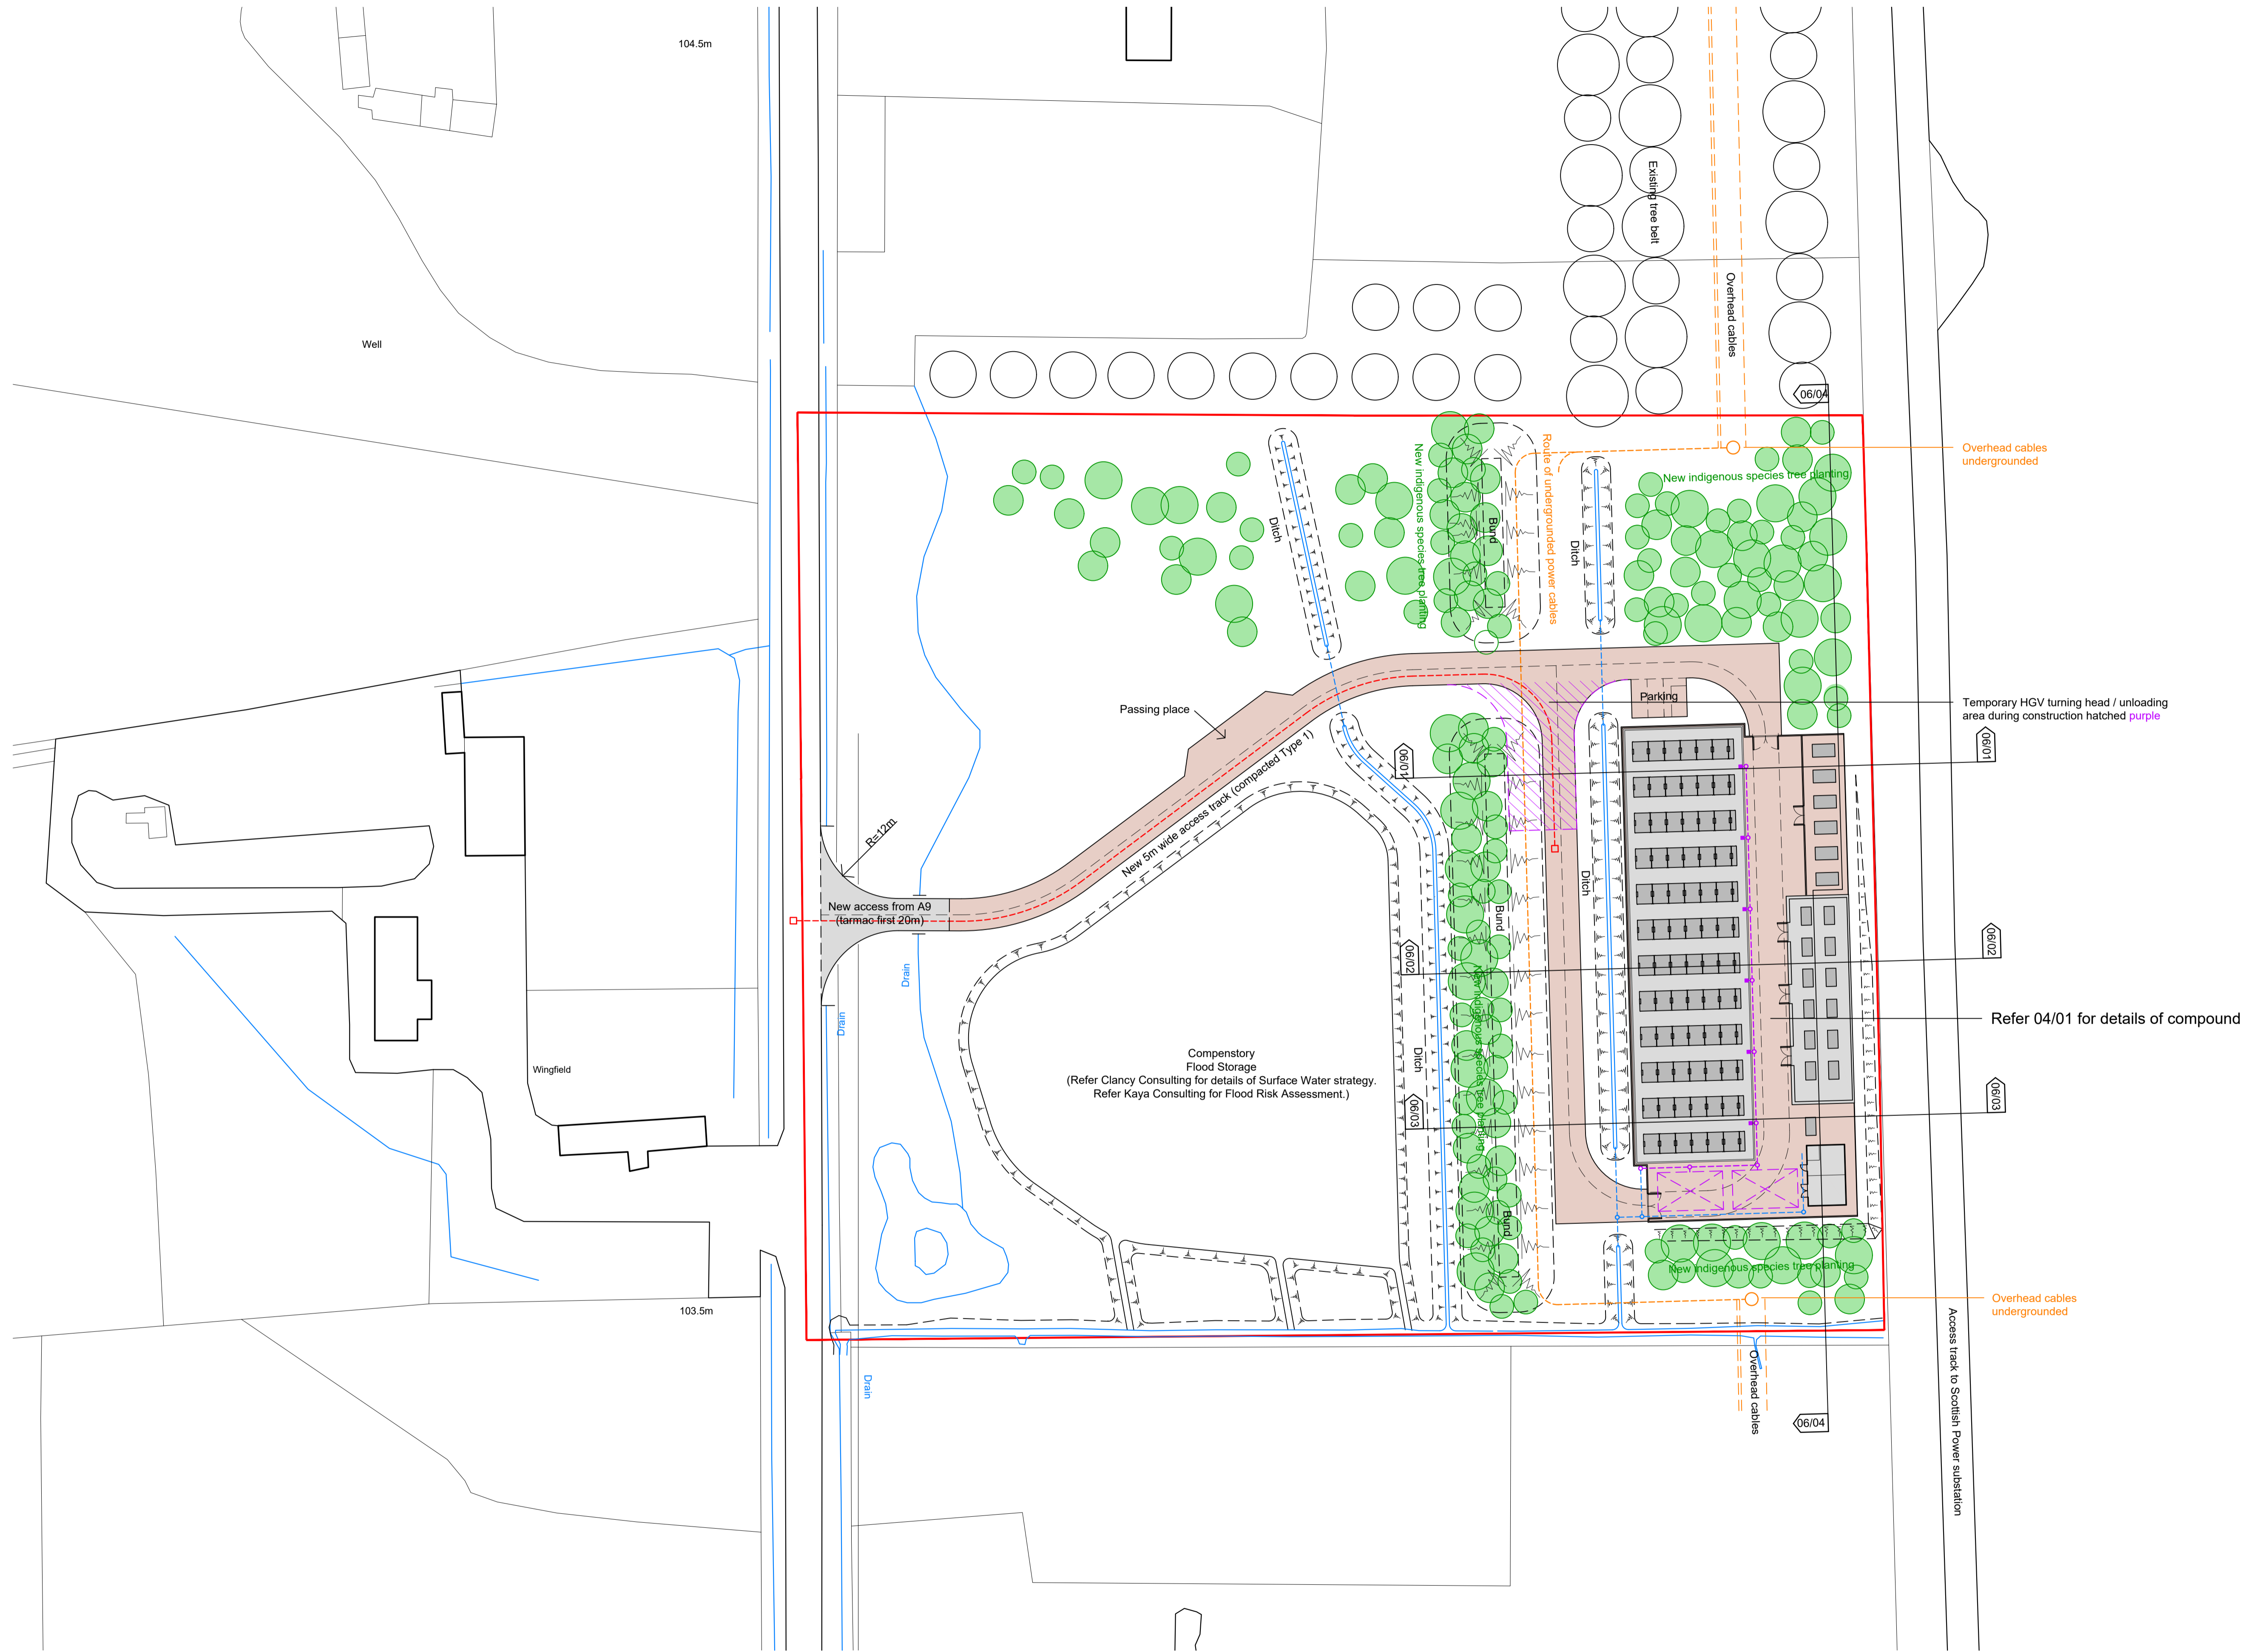 104.5m
Well
Existing tree belt
Overhead cables
06/04
Overhead cables
undergrounded
New indigenous species tree planting
New indigenous species tree planting
Route of undergrounded power cables
Bund
Ditch
Ditch
Passing place
Parking
Temporary HGV turning head / unloading
area during construction hatched purple
06/01
06/01
New 5m wide access track (compacted Type 1)
R=12m
New access from A9
(tarmac first 20m)
Ditch
Bund
06/02
06/02
Drain
Drain
Refer 04/01 for details of compound
Compenstory
Flood Storage
(Refer Clancy Consulting for details of Surface Water strategy.
Refer Kaya Consulting for Flood Risk Assessment.)
Ditch
New indigenous species tree planting
Wingfield
06/03
06/03
Bund
New indigenous species tree planting
Overhead cables
undergrounded
103.5m
Drain
Overhead cables
06/04
Access track to Scottish Power substation